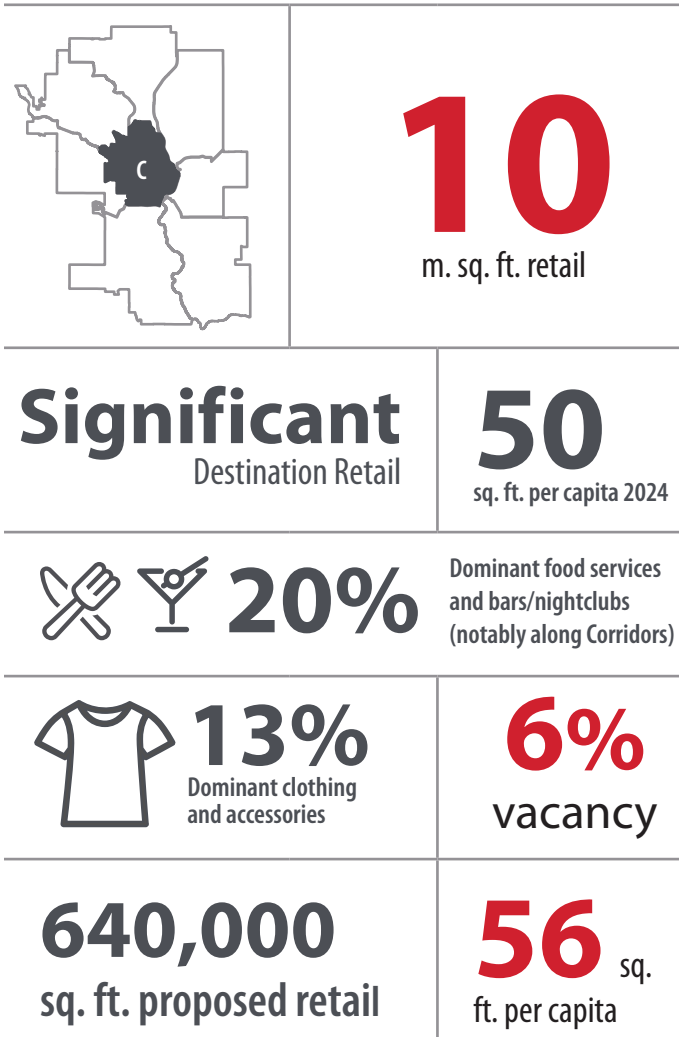 C
10
m. sq. ft. retail
Significant
Destination Retail
50
sq. ft. per capita 2024
20%
Dominant food services
and bars/nightclubs
(notably along Corridors)
13%
Dominant clothing
and accessories
6%
vacancy
640,000
sq. ft. proposed retail
56 sq.
ft. per capita